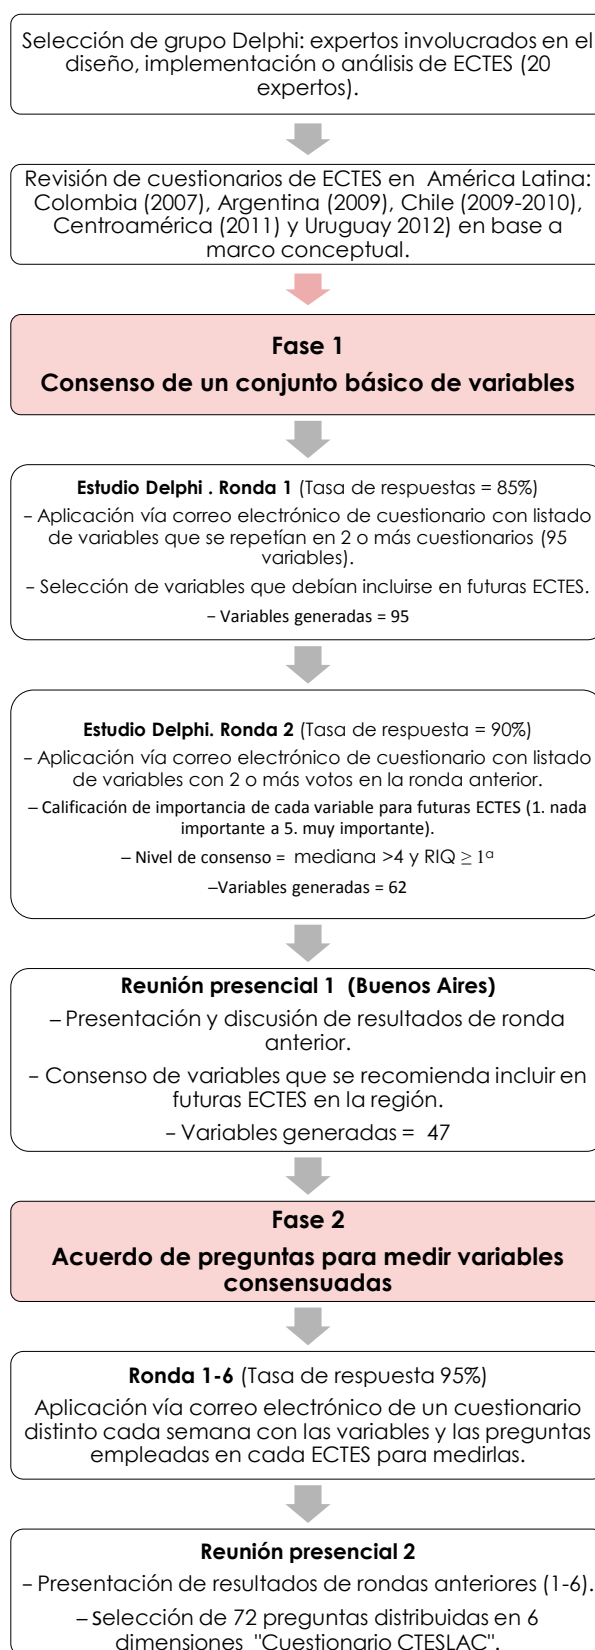 Selección de grupo Delphi: expertos involucrados en el
diseño, implementación o análisis de ECTES (20
expertos).
Revisión de cuestionarios de ECTES en América Latina:
Colombia (2007), Argentina (2009), Chile (2009-2010),
Centroamérica (2011) y Uruguay 2012) en base a
marco conceptual.
Fase 1
Consenso de un conjunto básico de variables
Estudio Delphi . Ronda 1 (Tasa de respuestas = 85%)
- Aplicación vía correo electrónico de cuestionario con listado
de variables que se repetían en 2 o más cuestionarios (95
variables).
- Selección de variables que debían incluirse en futuras ECTES.
- Variables generadas = 95
Estudio Delphi. Ronda 2 (Tasa de respuesta = 90%)
- Aplicación vía correo electrónico de cuestionario con listado
de variables con 2 o más votos en la ronda anterior.
– Calificación de importancia de cada variable para futuras ECTES (1. nada
importante a 5. muy importante).
– Nivel de consenso = mediana >4 y RIQ ≥ 1ª
–Variables generadas = 62
Reunión presencial 1 (Buenos Aires)
– Presentación y discusión de resultados de ronda
anterior.
- Consenso de variables que se recomienda incluir en
futuras ECTES en la región.
- Variables generadas = 47
Fase 2
Acuerdo de preguntas para medir variables
consensuadas
Ronda 1-6 (Tasa de respuesta 95%)
Aplicación vía correo electrónico de un cuestionario
distinto cada semana con las variables y las preguntas
empleadas en cada ECTES para medirlas.
Reunión presencial 2
- Presentación de resultados de rondas anteriores (1-6).
– Selección de 72 preguntas distribuidas en 6
dimensiones "Cuestionario CTESLAC".